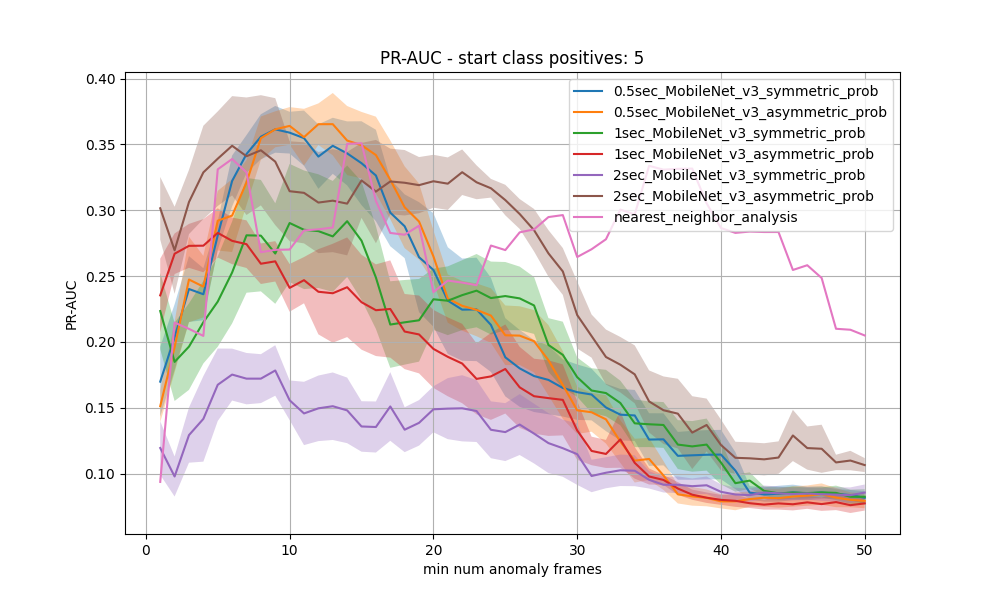 PR-AUC - start class positives: 5
0.40
0.35
0.30
0.25
0.20
0.15
0.10
PR-AUC
0.5sec_MobileNet_v3_symmetric_prob
0.5sec_MobileNet_v3_asymmetric_prob
1sec_MobileNet_v3_symmetric_prob
1sec_MobileNet_v3_asymmetric_prob
2sec_MobileNet_v3_symmetric_prob
2sec_MobileNet_v3_asymmetric_prob
nearest_neighbor_analysis
0 10 20 30 40 50
min num anomaly frames